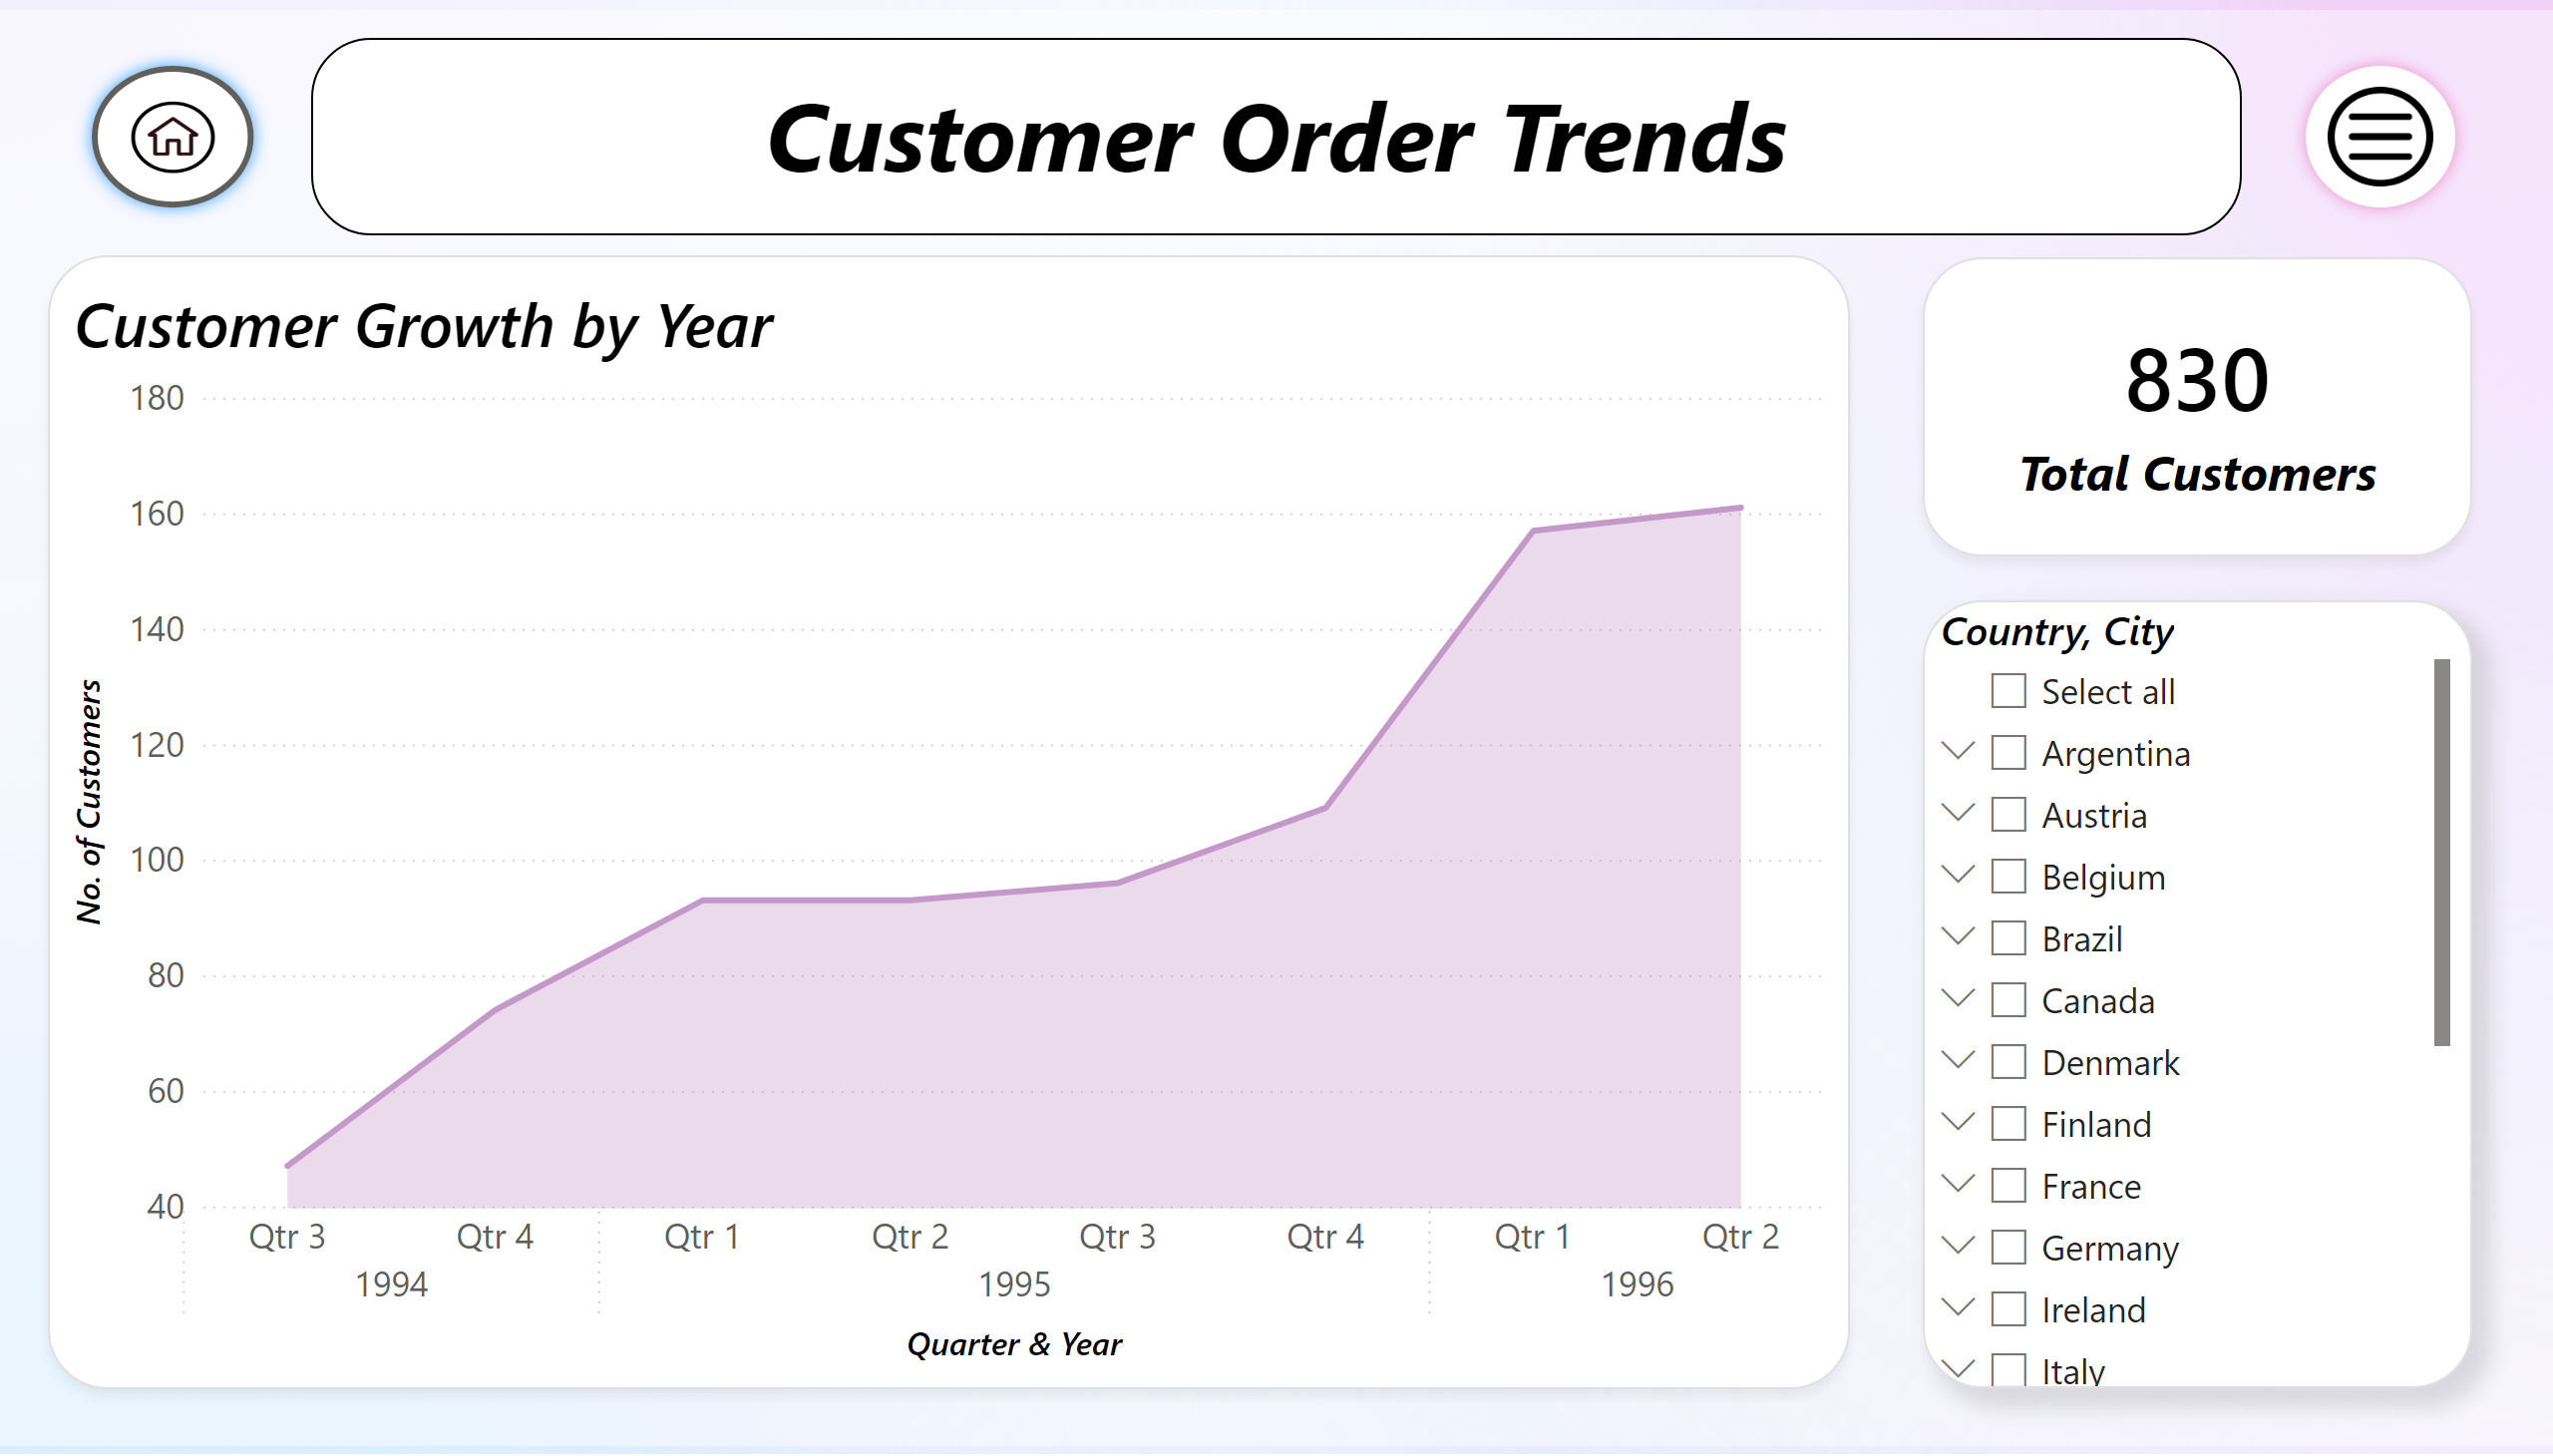 Customer Order Trends
Customer Growth by Year
180
160
140
120
100
80
60
40
No. of Customers
Qtr 3 Qtr 4 Qtr 1 Qtr 2 Qtr 3 Qtr 4 Qtr 1 Qtr 2
1994 1995 1996
Quarter & Year
830
Total Customers
Country, City
Select all
Argentina
Austria
Belgium
Brazil
Canada
Denmark
Finland
France
Germany
Ireland
Italy